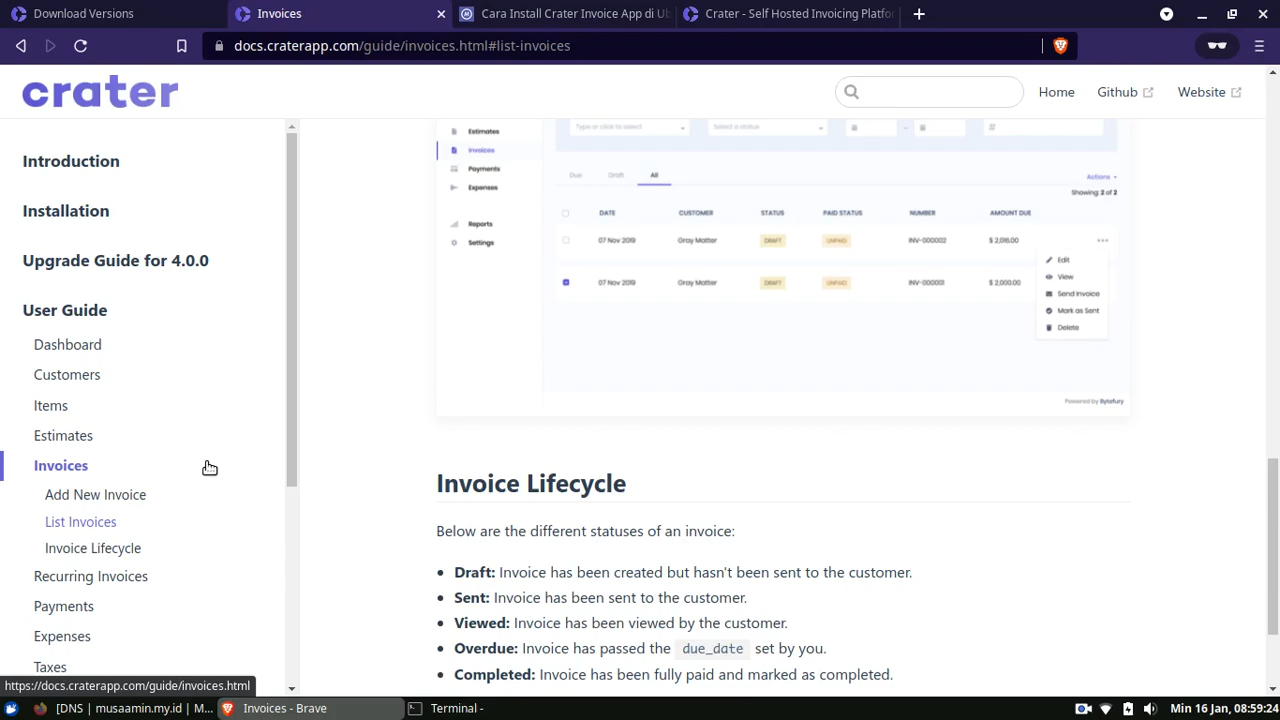 Download Versions
Invoices
Cara Install Crater Invoice App di Ub
Crater - Self Hosted Invoicing Platfo
docs.craterapp.com/guide/invoices.html#list-invoices
crater
Home
Github
Website
Introduction
Installation
Upgrade Guide for 4.0.0
User Guide
Dashboard
Customers
Items
Estimates
Invoices
Add New Invoice
List Invoices
Invoice Lifecycle
Recurring Invoices
Payments
Expenses
Taxes
Estimates
Invoices
Payments
Expenses
Reports
Settings
Type or click to select
Select a status
Due
Draft
All
Actions
Showing: 2 of 2
DATE CUSTOMER STATUS PAID STATUS NUMBER AMOUNT DUE
07 Nov 2019 Gray Matter DRAFT UNPAID INV-000002 $ 2,016.00
07 Nov 2019 Gray Matter DRAFT UNPAID INV-000001 $ 2,000.00
Edit
View
Send Invoice
Mark as Sent
Delete
Powered by Bytefury
Invoice Lifecycle
Below are the different statuses of an invoice:
Draft: Invoice has been created but hasn't been sent to the customer.
Sent: Invoice has been sent to the customer.
Viewed: Invoice has been viewed by the customer.
Overdue: Invoice has passed the due_date set by you.
Completed: Invoice has been fully paid and marked as completed.
https://docs.craterapp.com/guide/invoices.html
[DNS | musaamin.my.id | M...
Invoices - Brave
Terminal -
Min 16 Jan, 08:59:24